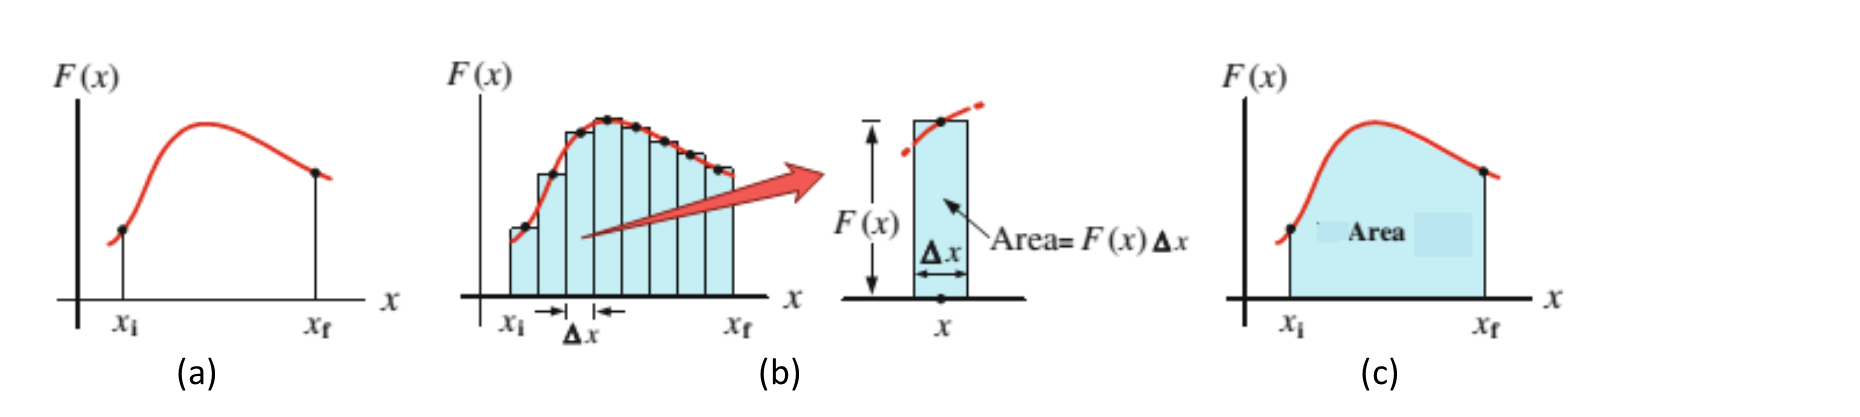 F(x)
x
xi
xf
(a)
F(x)
x
xi
Δx
xf
F(x)
Δx
Area= F(x) Δx
x
(b)
F(x)
Area
x
xi
xf
(c)